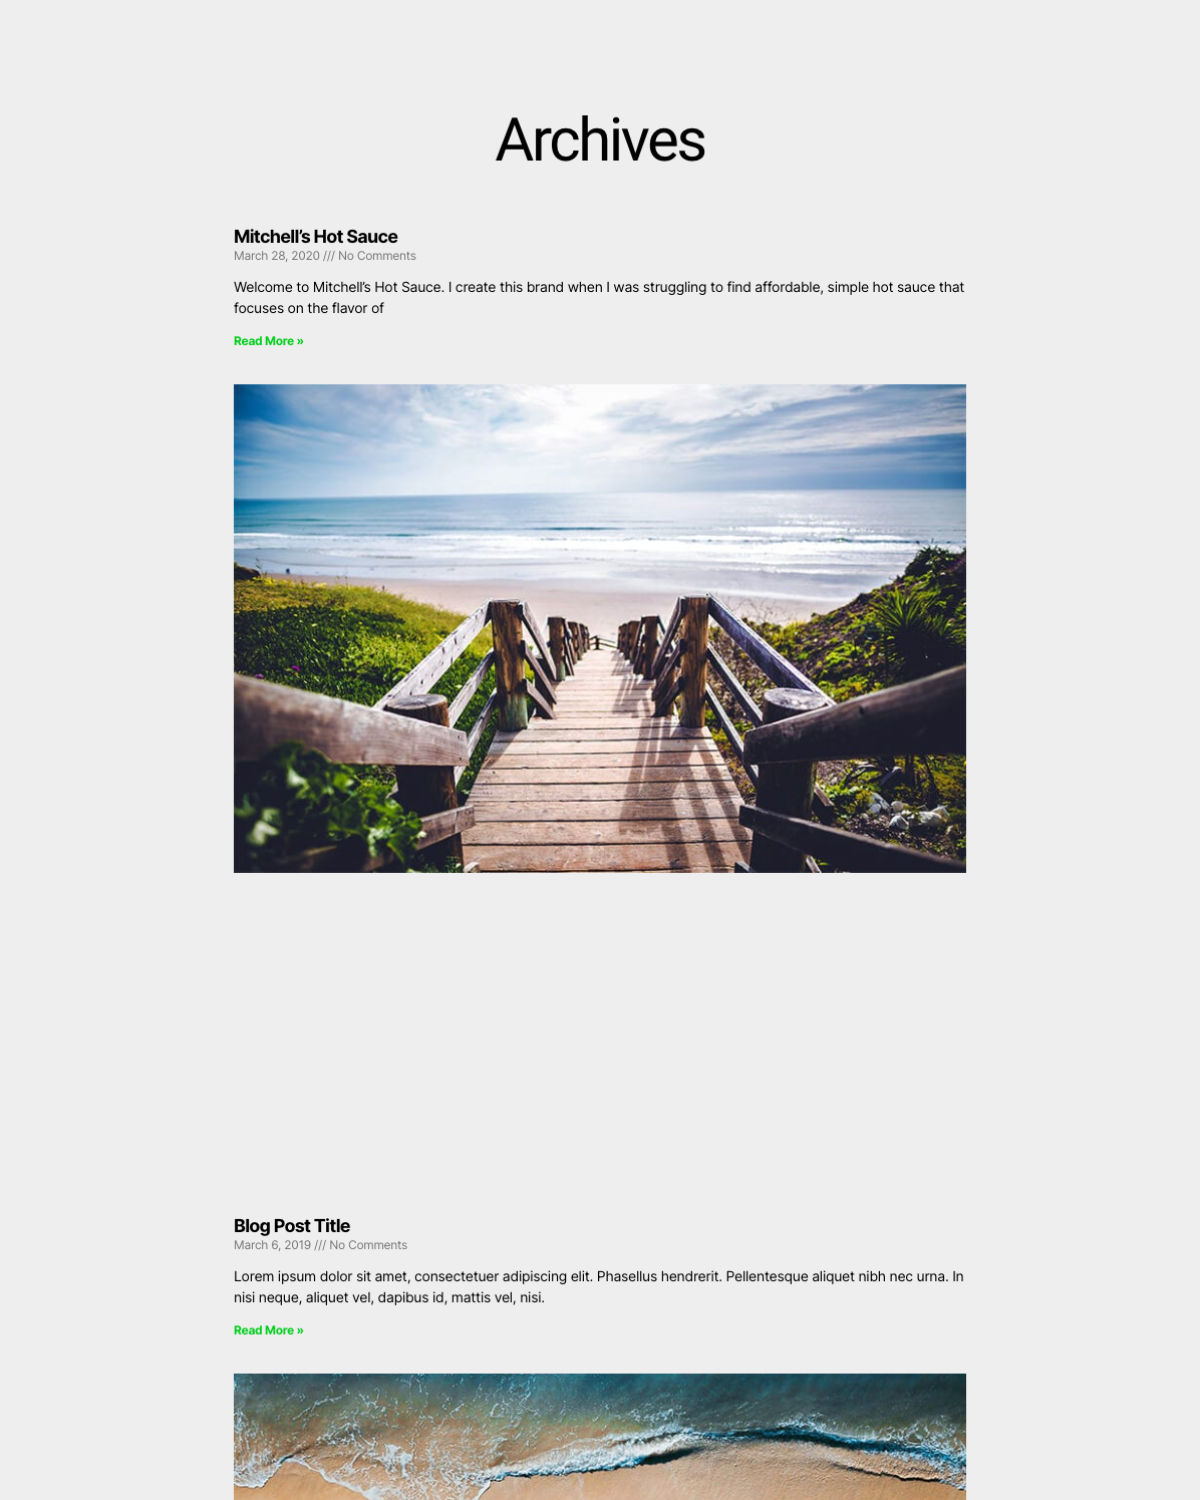 Archives
Mitchell’s Hot Sauce
March 28, 2020 /// No Comments
Welcome to Mitchell’s Hot Sauce. I create this brand when I was struggling to find affordable, simple hot sauce that
focuses on the flavor of
Read More »
Blog Post Title
March 6, 2019 /// No Comments
Lorem ipsum dolor sit amet, consectetuer adipiscing elit. Phasellus hendrerit. Pellentesque aliquet nibh nec urna. In
nisi neque, aliquet vel, dapibus id, mattis vel, nisi.
Read More »